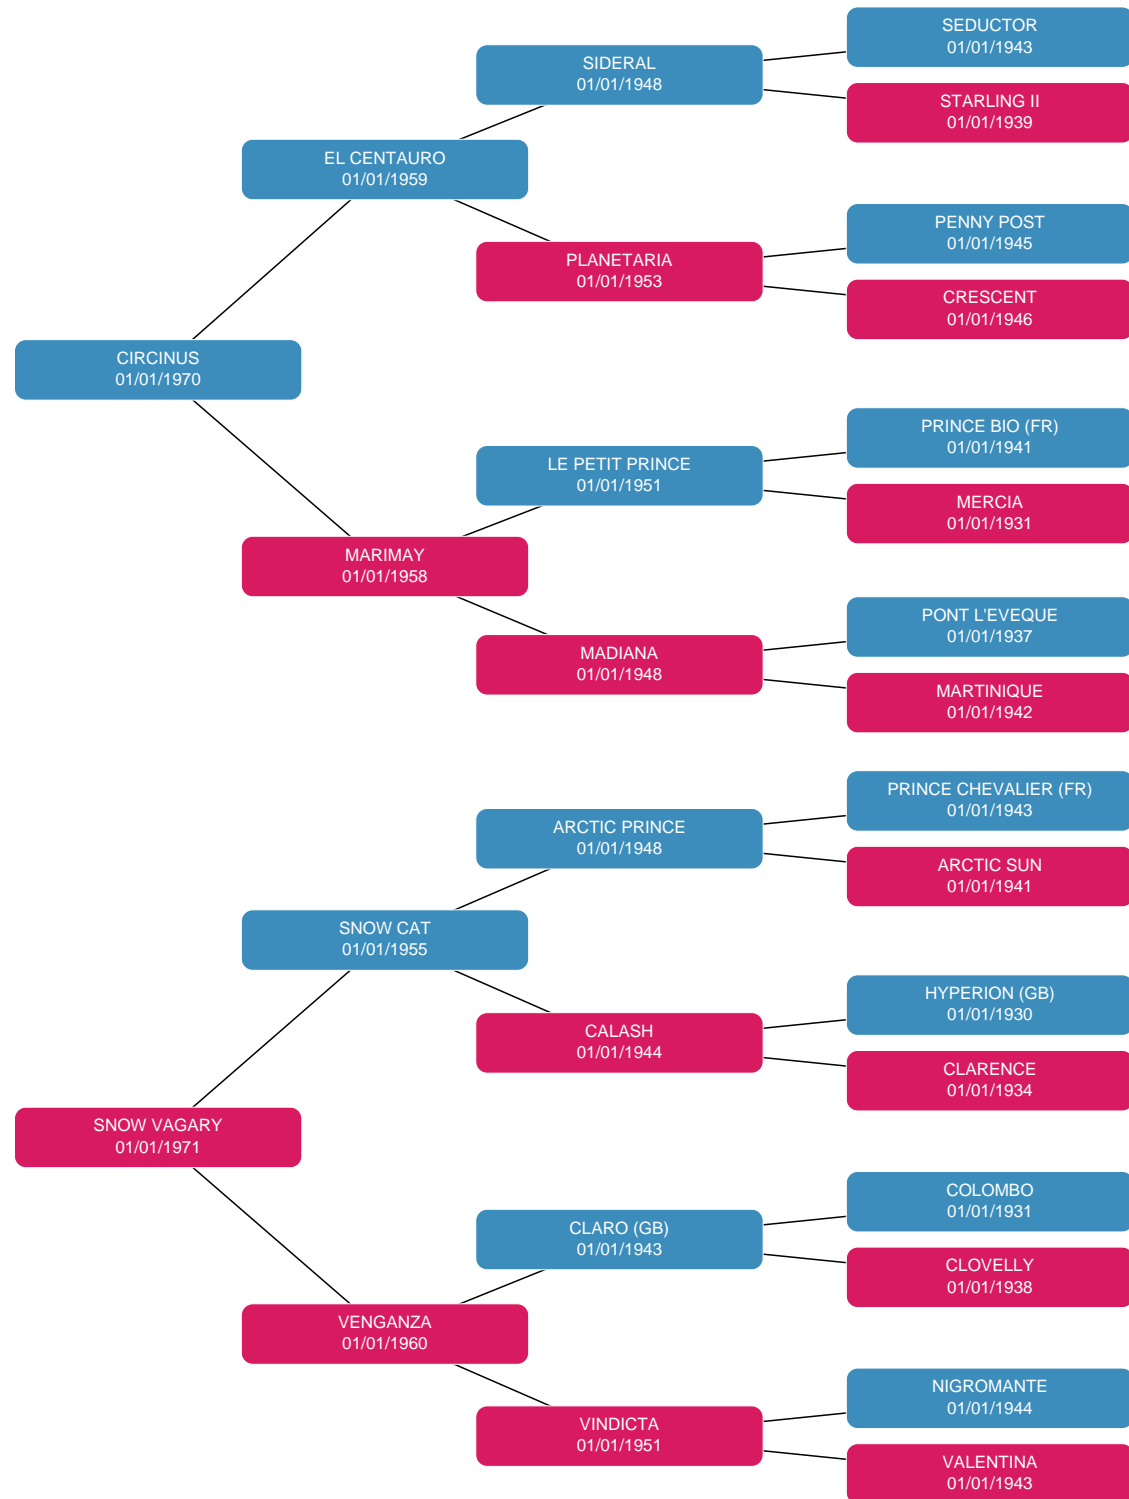 SEDUCTOR
01/01/1943
SIDERAL
01/01/1948
STARLING II
01/01/1939
EL CENTAURO
01/01/1959
PENNY POST
01/01/1945
PLANETARIA
01/01/1953
CRESCENT
01/01/1946
CIRCINUS
01/01/1970
PRINCE BIO (FR)
01/01/1941
LE PETIT PRINCE
01/01/1951
MERCIA
01/01/1931
MARIMAY
01/01/1958
PONT L'EVEQUE
01/01/1937
MADIANA
01/01/1948
MARTINIQUE
01/01/1942
PRINCE CHEVALIER (FR)
01/01/1943
ARCTIC PRINCE
01/01/1948
ARCTIC SUN
01/01/1941
SNOW CAT
01/01/1955
HYPERION (GB)
01/01/1930
CALASH
01/01/1944
CLARENCE
01/01/1934
SNOW VAGARY
01/01/1971
COLOMBO
01/01/1931
CLARO (GB)
01/01/1943
CLOVELLY
01/01/1938
VENGANZA
01/01/1960
NIGROMANTE
01/01/1944
VINDICTA
01/01/1951
VALENTINA
01/01/1943